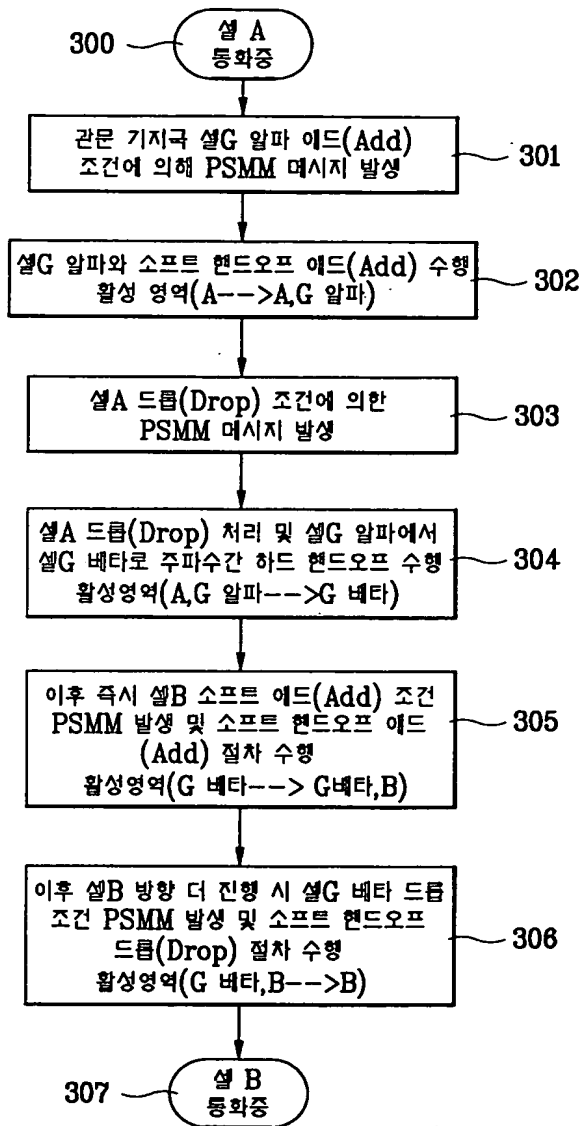 300
셀 A
통화중
관문 기지국 셀G 알파 애드(Add)
조건에 의해 PSMM 메시지 발생
301
셀G 알파와 소프트 핸드오프 애드(Add) 수행
활성 영역(A-->A,G 알파)
302
셀A 드롭(Drop) 조건에 의한
PSMM 메시지 발생
303
셀A 드롭(Drop) 처리 및 셀G 알파에서
셀G 베타로 주파수간 하드 핸드오프 수행
활성영역(A,G 알파-->G 베타)
304
이후 즉시 셀B 소프트 애드(Add) 조건
PSMM 발생 및 소프트 핸드오프 애드
(Add) 절차 수행
활성영역(G 베타--> G베타,B)
305
이후 셀B 방향 더 진행 시 셀G 베타 드롭
조건 PSMM 발생 및 소프트 핸드오프
드롭(Drop) 절차 수행
활성영역(G 베타,B-->B)
306
셀 B
통화중
307